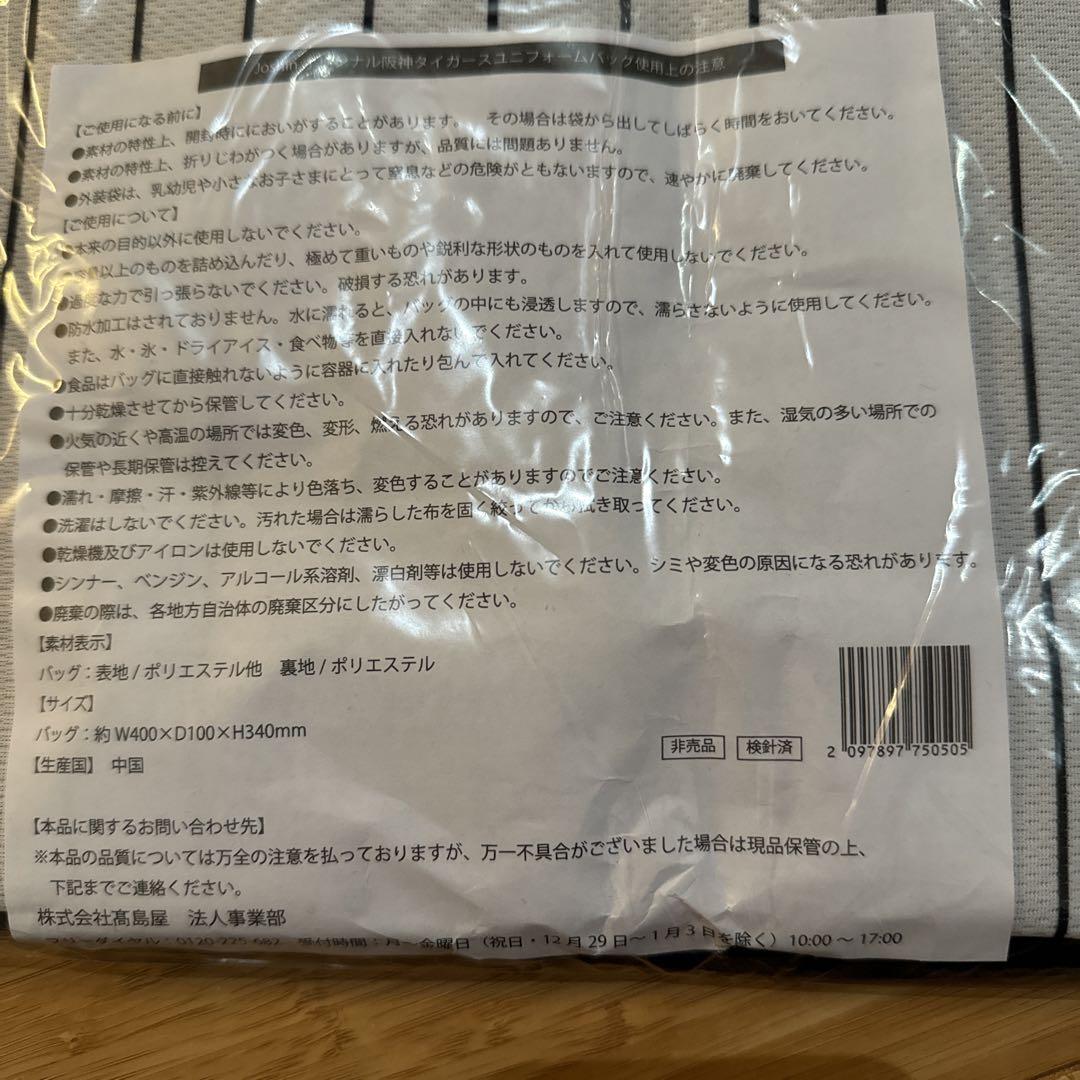 Joshin ナル阪神タイガースユニフォームバッグ使用上の注意
【ご使用になる前に】
●素材の特性上、開封時ににおいがすることがあります。 その場合は袋から出してしばらく時間をおいてください。
●素材の特性上、折りじわがつく場合がありますが、品質には問題ありません。
●外装袋は、乳幼児や小さなお子さまにとって窒息などの危険がともないますので、速やかに廃棄してください。
【ご使用について】
●本来の目的以外に使用しないでください。
以上のものを詰め込んだり、極めて重いものや鋭利な形状のものを入れて使用しないでください。
●過度な力で引っ張らないでください。破損する恐れがあります。
●防水加工はされておりません。水に濡れると、バッグの中にも浸透しますので、濡らさないように使用してください。
また、水・氷・ドライアイス・食べ物等を直接入れないでください。
●食品はバッグに直接触れないように容器に入れたり包んで入れてください。
●十分乾燥させてから保管してください。
●火気の近くや高温の場所では変色、変形、燃える恐れがありますので、ご注意ください。また、湿気の多い場所での
保管や長期保管は控えてください。
●濡れ・摩擦・汗・紫外線等により色落ち、変色することがありますのでご注意ください。
●洗濯はしないでください。汚れた場合は濡らした布を固く絞ってから拭き取ってください。
●乾燥機及びアイロンは使用しないでください。
●シンナー、ベンジン、アルコール系溶剤、漂白剤等は使用しないでください。シミや変色の原因になる恐れがあります。
●廃棄の際は、各地方自治体の廃棄区分にしたがってください。
【素材表示】
バッグ：表地 / ポリエステル他 裏地 / ポリエステル
【サイズ】
バッグ：約 W400×D100×H340mm
【生産国】 中国
非売品 検針済
2 097897 750505
【本品に関するお問い合わせ先】
※本品の品質については万全の注意を払っておりますが、万一不具合がございました場合は現品保管の上、
下記までご連絡ください。
株式会社髙島屋 法人事業部
フリーダイヤル：0120-225-682 受付時間：月〜金曜日（祝日・12月29日〜1月3日を除く）10:00〜17:00